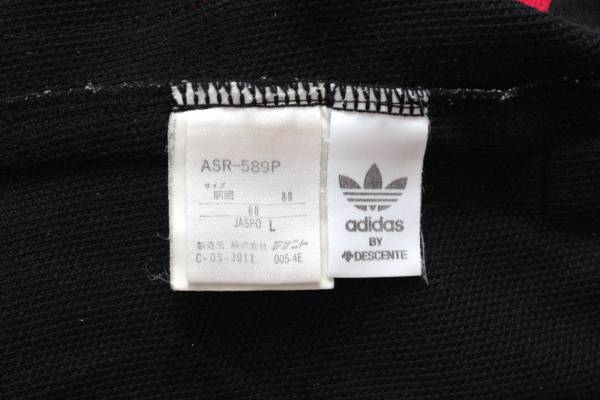 ASR-589P
サイズ
胴囲 80
80
JASPO L
製造元 株式会社 デサント
C-DS-3011 005-4E
adidas
BY
DESCENTE